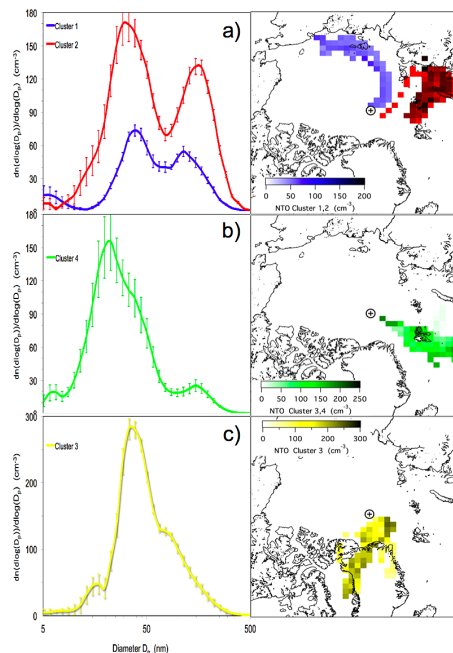 180
150
120
90
60
30
Cluster 1
Cluster 2
a)
dn(dlog(Dp))/dlog(Dp) (cm⁻³)
0 50 100 150 200
NTO Cluster 1,2 (cm⁻³)
180
150
120
90
60
30
0
Cluster 4
b)
dn(dlog(Dp))/dlog(Dp) (cm⁻³)
0 50 100 150 200 250
NTO Cluster 3,4 (cm⁻³)
300
200
100
0
Cluster 3
c)
dn(dlog(Dp))/dlog(Dp) (cm⁻³)
5 50 500
Diameter Dp (nm)
0 100 200 300
NTO Cluster 3 (cm⁻³)